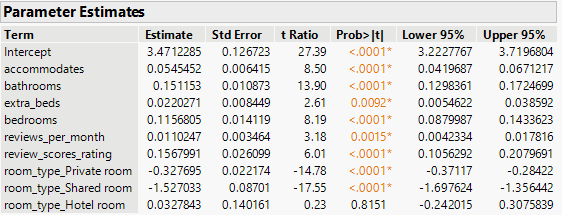 Parameter Estimates
Term Estimate Std Error t Ratio Prob>|t| Lower 95% Upper 95%
Intercept 3.4712285 0.126723 27.39 <.0001* 3.2227767 3.7196804
accommodates 0.0545452 0.006415 8.50 <.0001* 0.0419687 0.0671217
bathrooms 0.151153 0.010873 13.90 <.0001* 0.1298361 0.1724699
extra_beds 0.0220271 0.008449 2.61 0.0092* 0.0054622 0.038592
bedrooms 0.1156805 0.014119 8.19 <.0001* 0.0879987 0.1433623
reviews_per_month 0.0110247 0.003464 3.18 0.0015* 0.0042334 0.017816
review_scores_rating 0.1567991 0.026099 6.01 <.0001* 0.1056292 0.2079691
room_type_Private room -0.327695 0.022174 -14.78 <.0001* -0.37117 -0.28422
room_type_Shared room -1.527033 0.08701 -17.55 <.0001* -1.697624 -1.356442
room_type_Hotel room 0.0327843 0.140161 0.23 0.8151 -0.242015 0.3075839